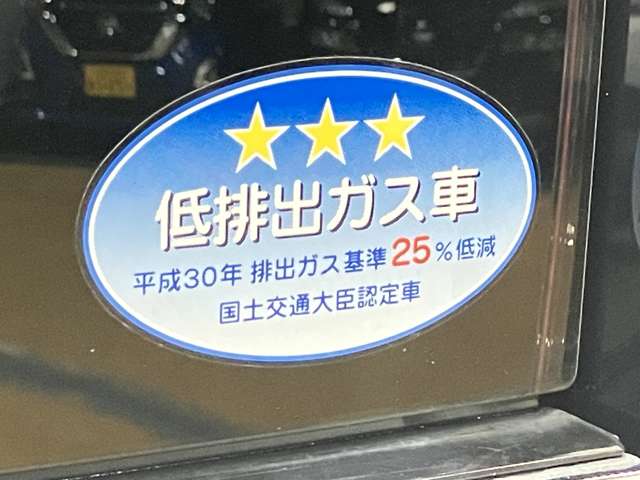 ★★★
低排出ガス車
平成30年 排出ガス基準25%低減
国土交通大臣認定車